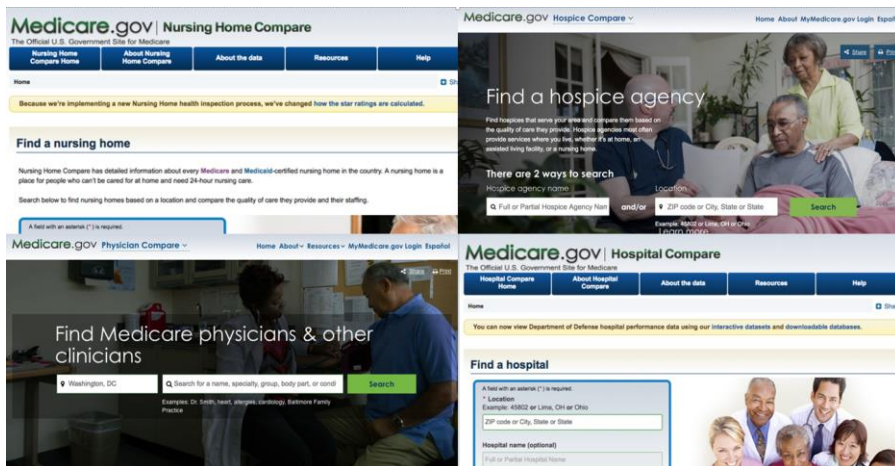 Medicare.gov | Nursing Home Compare
The Official U.S. Government Site for Medicare
Nursing Home Compare Home
About Nursing Home Compare
About the data
Resources
Help
Home
Because we're implementing a new Nursing Home health inspection process, we've changed how the star ratings are calculated.
Find a nursing home
Nursing Home Compare has detailed information about every Medicare and Medicaid-certified nursing home in the country. A nursing home is a
place for people who can't be cared for at home and need 24-hour nursing care.
Search below to find nursing homes based on a location and compare the quality of care they provide and their staffing.
A field with an asterisk (*) is required.
Medicare.gov Hospice Compare
Home About MyMedicare.gov Login Españ
Share Print
Find a hospice agency
Find hospices that serve your area and compare them based on
the quality of care they provide. Hospice agencies most often
provide services where you live, whether it's at home, an
assisted living facility, or a nursing home.
There are 2 ways to search
Hospice agency name
Location
Full or Partial Hospice Agency Nam
and/or
ZIP code or City, State or State
Search
Example: 45802 or Lima, OH or Ohio
Learn more
Medicare.gov Physician Compare
Home About Resources MyMedicare.gov Login Español
Share Print
Find Medicare physicians & other
clinicians
Washington, DC
Search for a name, specialty, group, body part, or condi
Search
Examples: Dr. Smith, heart, allergies, cardiology, Baltimore Family
Practice
Medicare.gov | Hospital Compare
The Official U.S. Government Site for Medicare
Hospital Compare Home
About Hospital Compare
About the data
Resources
Help
Home
Sha
You can now view Department of Defense hospital performance data using our interactive datasets and downloadable databases.
Find a hospital
A field with an asterisk (*) is required.
* Location
Example: 45802 or Lima, OH or Ohio
ZIP code or City, State or State
Hospital name (optional)
Full or Partial Hospital Name